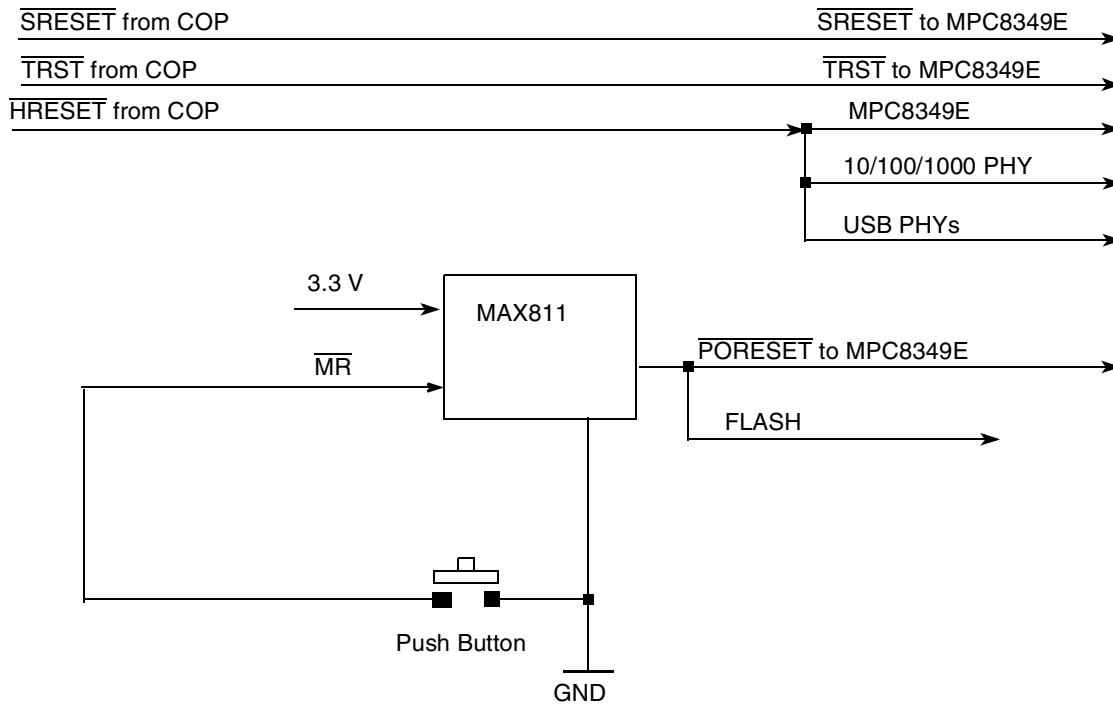 SRESET from COP
SRESET to MPC8349E
TRST from COP
TRST to MPC8349E
HRESET from COP
MPC8349E
10/100/1000 PHY
USB PHYs
3.3 V
MAX811
MR
PORESET to MPC8349E
FLASH
Push Button
GND